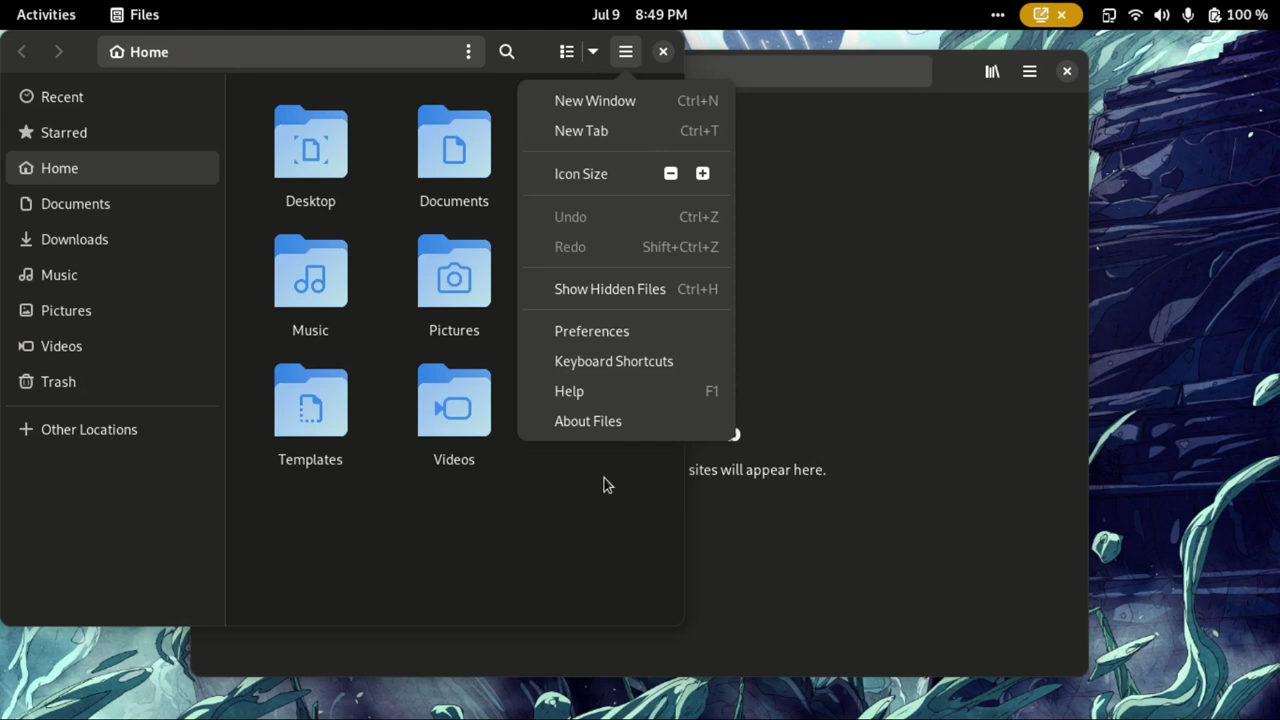 Activities
Files
Jul 9 8:49 PM
100 %
Home
Recent
Starred
Home
Documents
Downloads
Music
Pictures
Videos
Trash
Other Locations
Desktop
Documents
Music
Pictures
Templates
Videos
New Window Ctrl+N
New Tab Ctrl+T
Icon Size
Undo Ctrl+Z
Redo Shift+Ctrl+Z
Show Hidden Files Ctrl+H
Preferences
Keyboard Shortcuts
Help F1
About Files
sites will appear here.